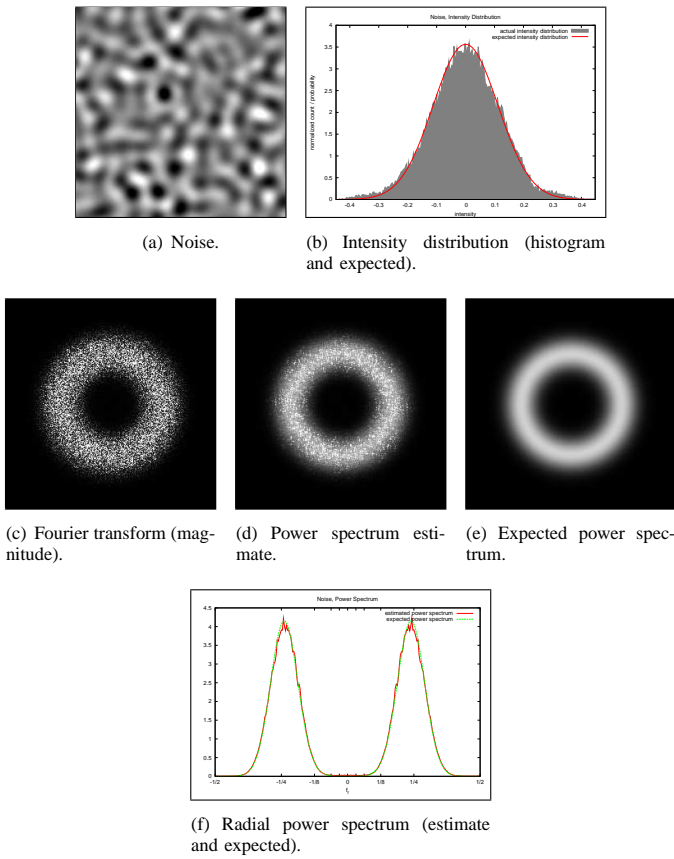 Noise, Intensity Distribution
actual intensity distribution
expected intensity distribution
normalized count / probability
4
3.5
3
2.5
2
1.5
1
0.5
0
-0.4 -0.3 -0.2 -0.1 0 0.1 0.2 0.3 0.4
intensity
(a) Noise.
(b) Intensity distribution (histogram
and expected).
(c) Fourier transform (mag-
nitude).
(d) Power spectrum esti-
mate.
(e) Expected power spec-
trum.
Noise, Power Spectrum
estimated power spectrum
expected power spectrum
4.5
4
3.5
3
2.5
2
1.5
1
0.5
0
-1/2 -1/4 -1/8 0 1/8 1/4 1/2
(f) Radial power spectrum (estimate
and expected).